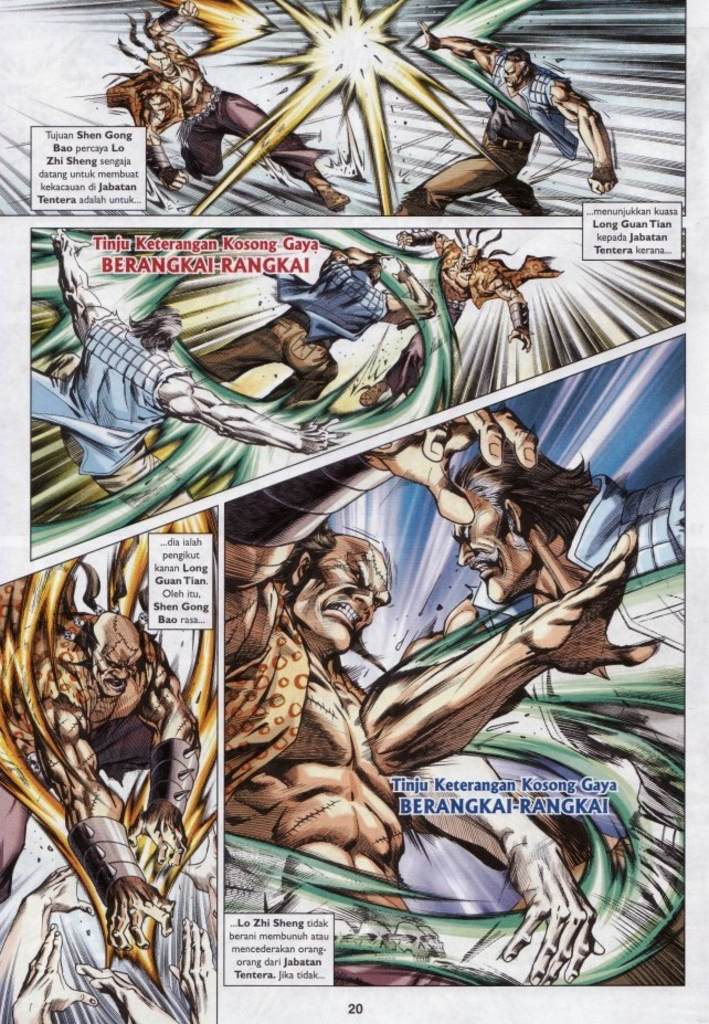 Tujuan Shen Gong
Bao percaya Lo
Zhi Sheng sengaja
datang untuk membuat
kekacauan di Jabatan
Tentera adalah untuk...
...menunjukkan kuasa
Long Guan Tian
kepada Jabatan
Tentera kerana...
Tinju Keterangan Kosong Gaya
BERANGKAI-RANGKAI
...dia ialah
pengikut
kanan Long
Guan Tian.
Oleh itu,
Shen Gong
Bao rasa...
Tinju Keterangan Kosong Gaya
BERANGKAI-RANGKAI
...Lo Zhi Sheng tidak
berani membunuh atau
mencederakan orang-
orang dari Jabatan
Tentera. Jika tidak...
20